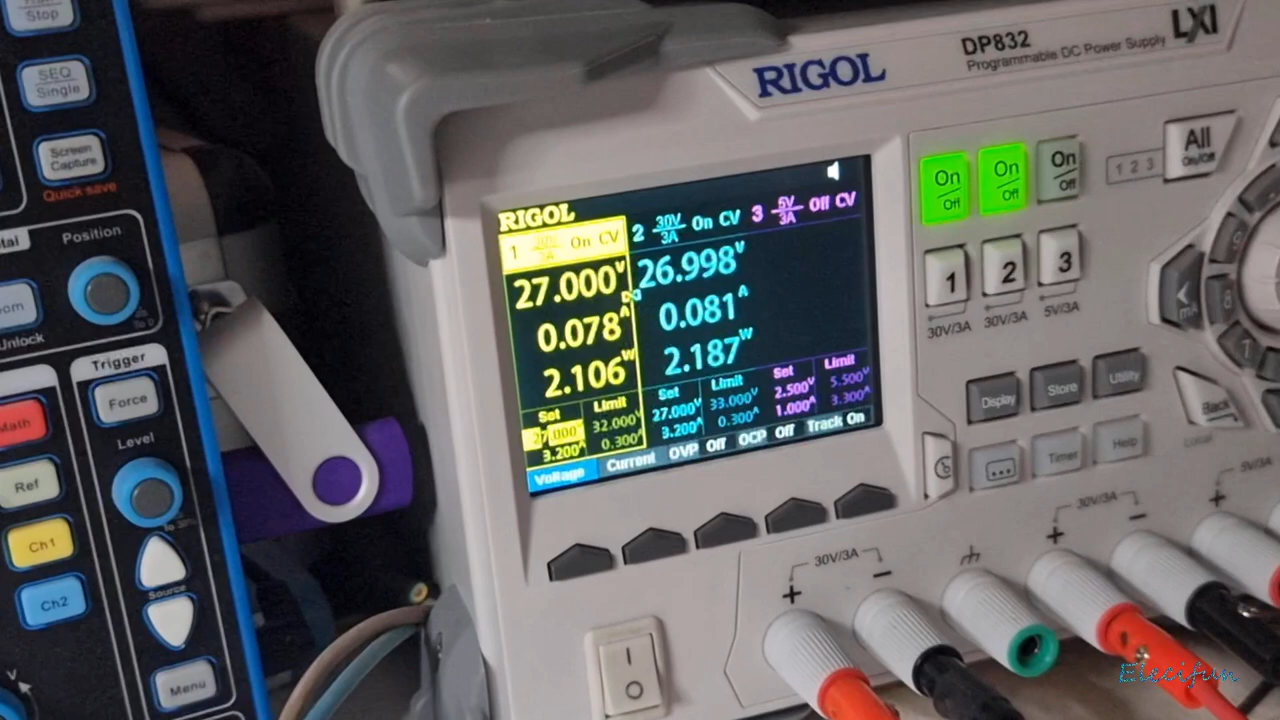 Stop
SEQ
Single
Screen
Capture
Quick save
Position
Unlock
Trigger
Force
Math
Level
Ref
Ch1
Ch2
Source
Menu
V
RIGOL
DP832
Programmable DC Power Supply
LXI
RIGOL
1 On CV
2 30V 3A On CV
3 5V 3A Off CV
27.000V
26.998V
0.078A
0.081A
2.106W
2.187W
Set Limit
Set Limit
Set Limit
27.000V 32.000V
27.000V 33.000V
2.500V 5.500V
3.200A 0.300A
3.200A 0.300A
1.000A 3.300A
Voltage Current OVP Off OCP Off Track On
On
Off
On
Off
On
Off
All
On/Off
1 2 3
1
2
3
30V/3A
30V/3A
5V/3A
Display
Store
Utility
Back
Timer
Help
30V/3A
+ −
30V/3A
+ −
5V/3A
+
I
O
Elecifun